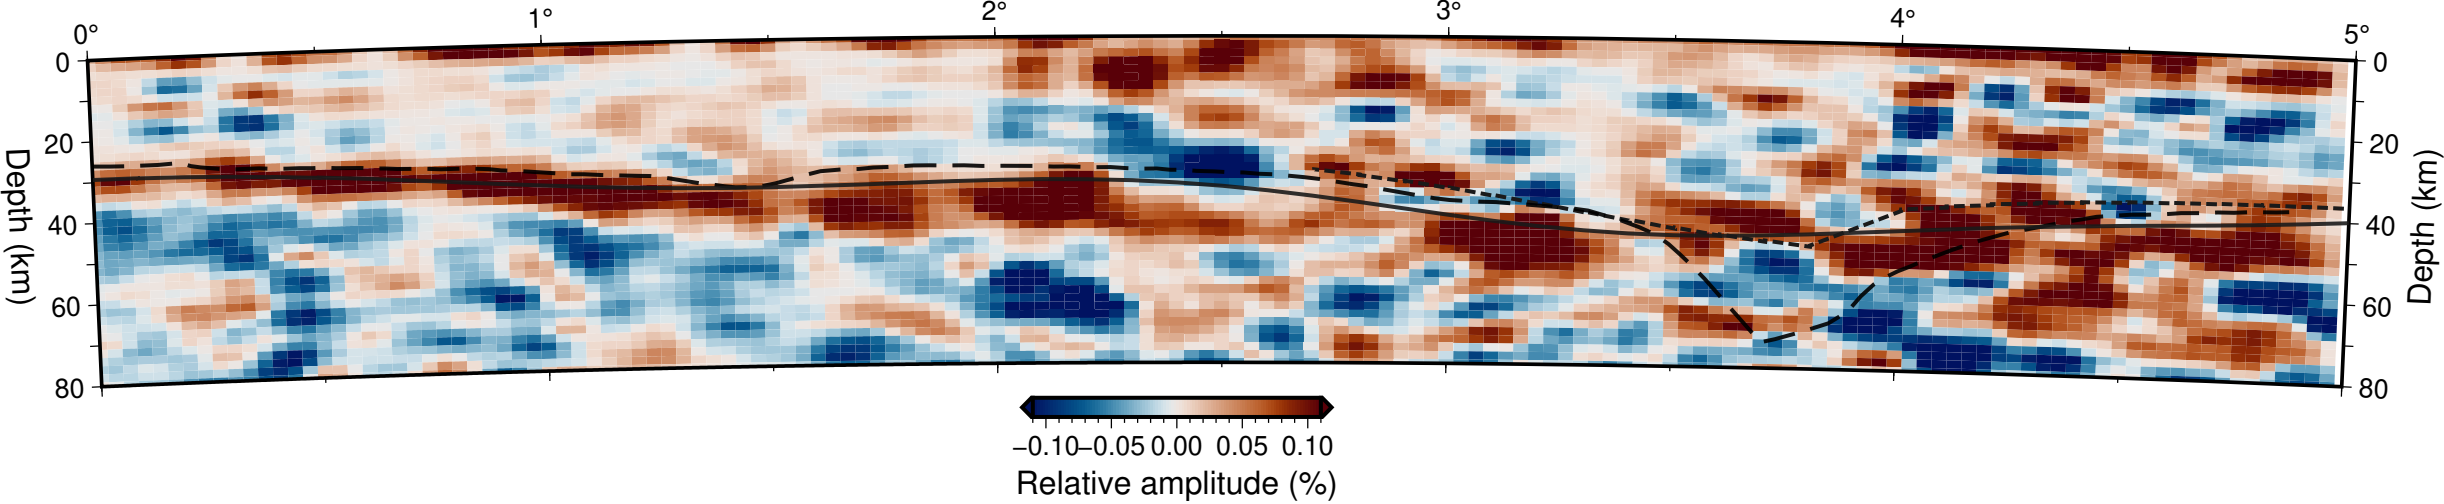 0° 1° 2° 3° 4° 5°
0 0
20 20
40 40
60 60
80 80
Depth (km) Depth (km)
−0.10 −0.05 0.00 0.05 0.10
Relative amplitude (%)